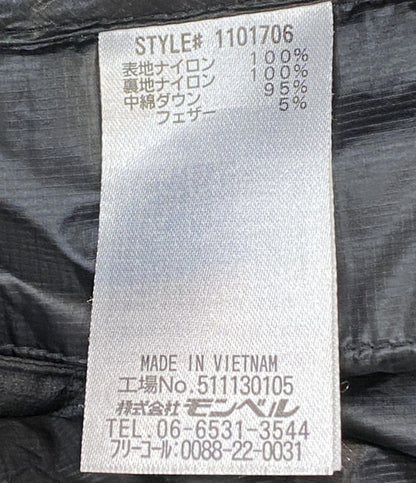 STYLE# 1101706
表地ナイロン 100%
裏地ナイロン 100%
中綿ダウン 95%
フェザー 5%
MADE IN VIETNAM
工場No.511130105
株式会社 モンベル
TEL. 06-6531-3544
フリーコール:0088-22-0031